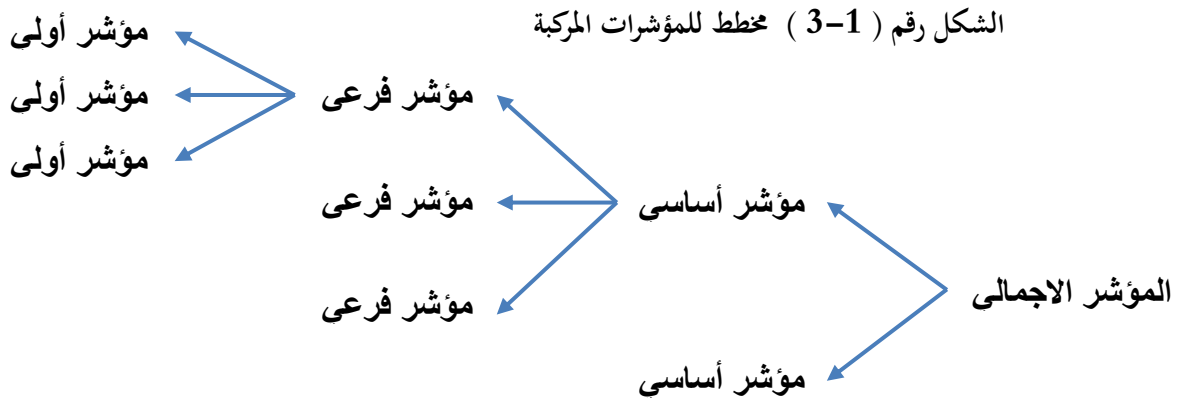 الشكل رقم ( 1-3 ) مخطط للمؤشرات المركبة
مؤشر أولى
مؤشر فرعى
مؤشر أولى
مؤشر أولى
مؤشر أساسى
مؤشر فرعى
المؤشر الاجمالى
مؤشر فرعى
مؤشر أساسى